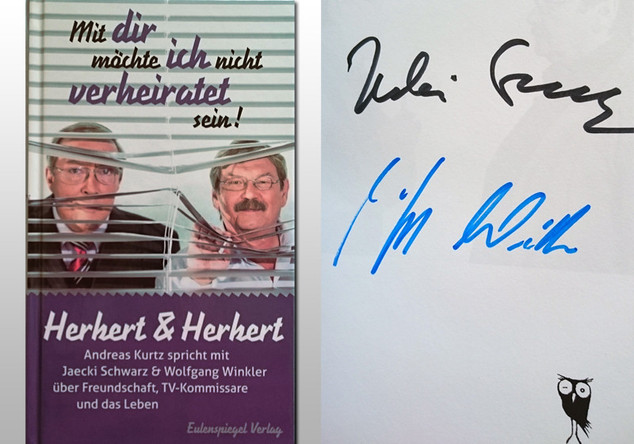 Mit dir
möchte ich nicht
verheiratet
sein!
Herbert & Herbert
Andreas Kurtz spricht mit
Jaecki Schwarz & Wolfgang Winkler
über Freundschaft, TV-Kommissare
und das Leben
Eulenspiegel Verlag